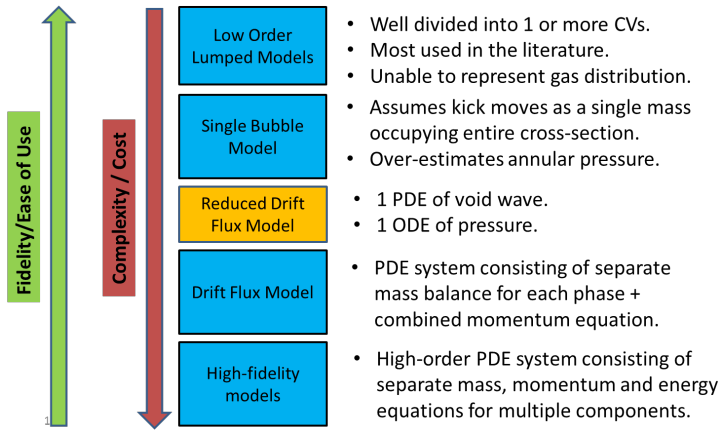 Fidelity/Ease of Use
Complexity / Cost
Low Order
Lumped Models
• Well divided into 1 or more CVs.
• Most used in the literature.
• Unable to represent gas distribution.
Single Bubble
Model
• Assumes kick moves as a single mass
occupying entire cross-section.
• Over-estimates annular pressure.
Reduced Drift
Flux Model
• 1 PDE of void wave.
• 1 ODE of pressure.
Drift Flux Model
• PDE system consisting of separate
mass balance for each phase +
combined momentum equation.
High-fidelity
models
• High-order PDE system consisting of
separate mass, momentum and energy
equations for multiple components.
1